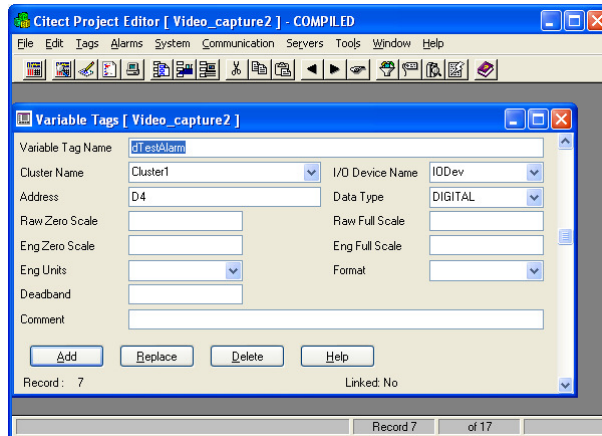 Citect Project Editor [ Video_capture2 ] - COMPILED
File Edit Tags Alarms System Communication Servers Tools Window Help
Variable Tags [ Video_capture2 ]
Variable Tag Name dTestAlarm
Cluster Name Cluster1 I/O Device Name IODev
Address D4 Data Type DIGITAL
Raw Zero Scale Raw Full Scale
Eng Zero Scale Eng Full Scale
Eng Units Format
Deadband
Comment
Add Replace Delete Help
Record : 7 Linked: No
Record 7 of 17